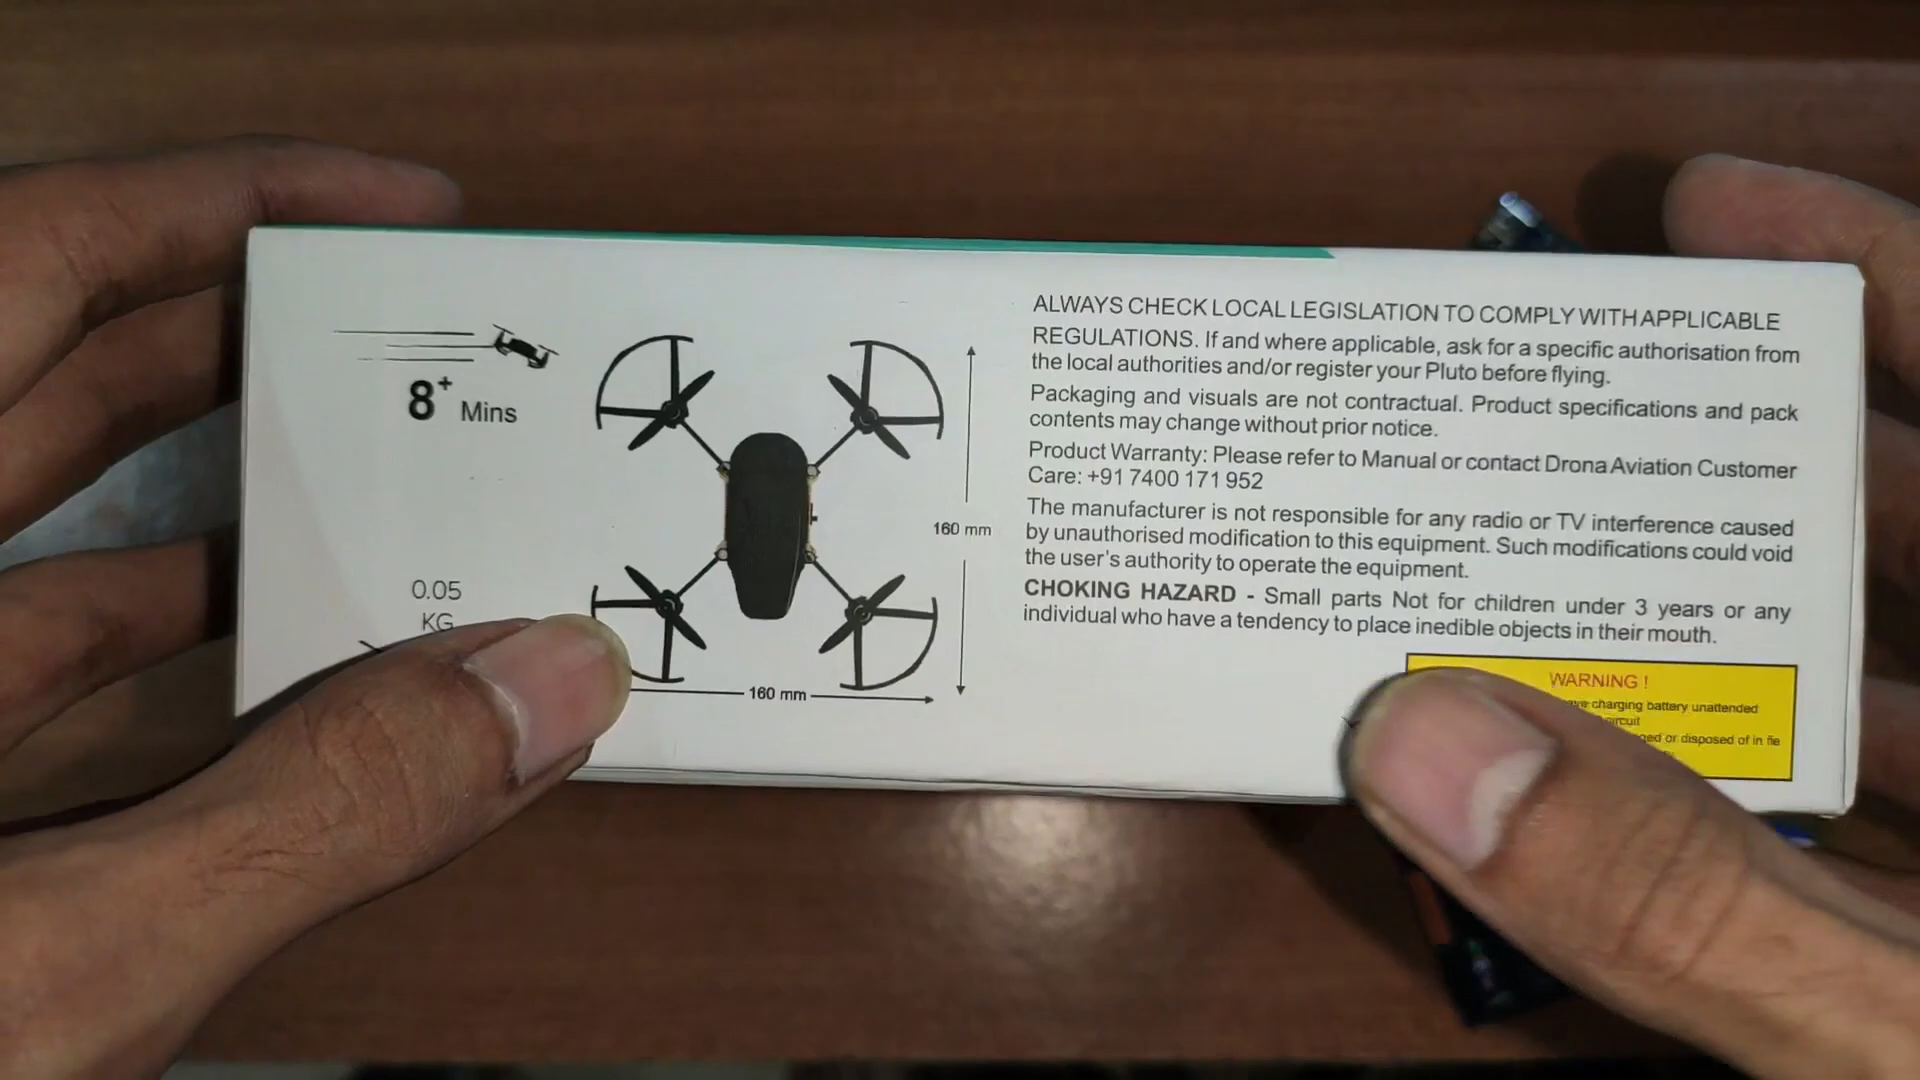 8+ Mins
0.05
KG
160 mm
160 mm
ALWAYS CHECK LOCAL LEGISLATION TO COMPLY WITH APPLICABLE
REGULATIONS. If and where applicable, ask for a specific authorisation from
the local authorities and/or register your Pluto before flying.
Packaging and visuals are not contractual. Product specifications and pack
contents may change without prior notice.
Product Warranty: Please refer to Manual or contact Drona Aviation Customer
Care: +91 7400 171 952
The manufacturer is not responsible for any radio or TV interference caused
by unauthorised modification to this equipment. Such modifications could void
the user's authority to operate the equipment.
CHOKING HAZARD - Small parts Not for children under 3 years or any
individual who have a tendency to place inedible objects in their mouth.
WARNING !
charging battery unattended
or disposed of in fie